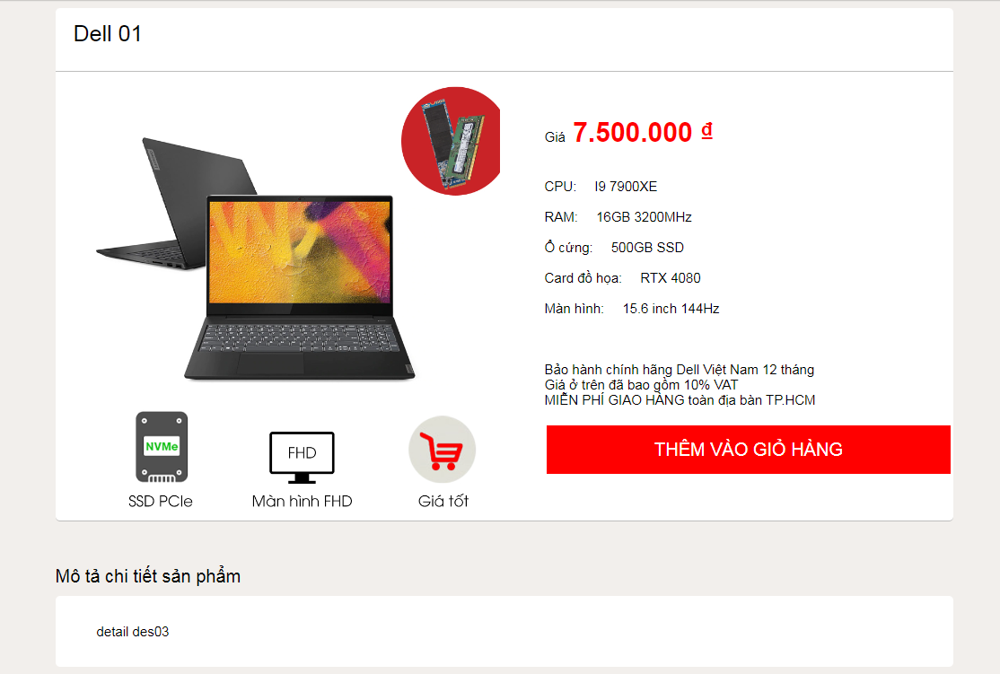 Dell 01
Giá 7.500.000 ₫
CPU: I9 7900XE
RAM: 16GB 3200MHz
Ổ cứng: 500GB SSD
Card đồ họa: RTX 4080
Màn hình: 15.6 inch 144Hz
Bảo hành chính hãng Dell Việt Nam 12 tháng
Giá ở trên đã bao gồm 10% VAT
MIỄN PHÍ GIAO HÀNG toàn địa bàn TP.HCM
THÊM VÀO GIỎ HÀNG
NVMe
FHD
SSD PCIe
Màn hình FHD
Giá tốt
Mô tả chi tiết sản phẩm
detail des03